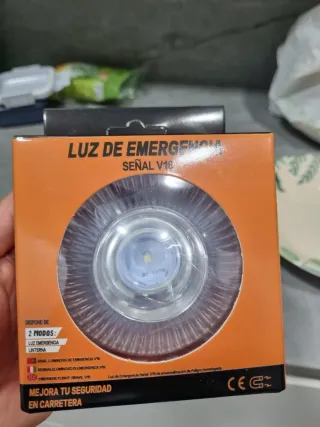 LUZ DE EMERGENCIA
SEÑAL V16
DISPONE DE
2 MODOS:
LUZ EMERGENCIA
LINTERNA
MEJORA TU SEGURIDAD
EN CARRETERA
CE